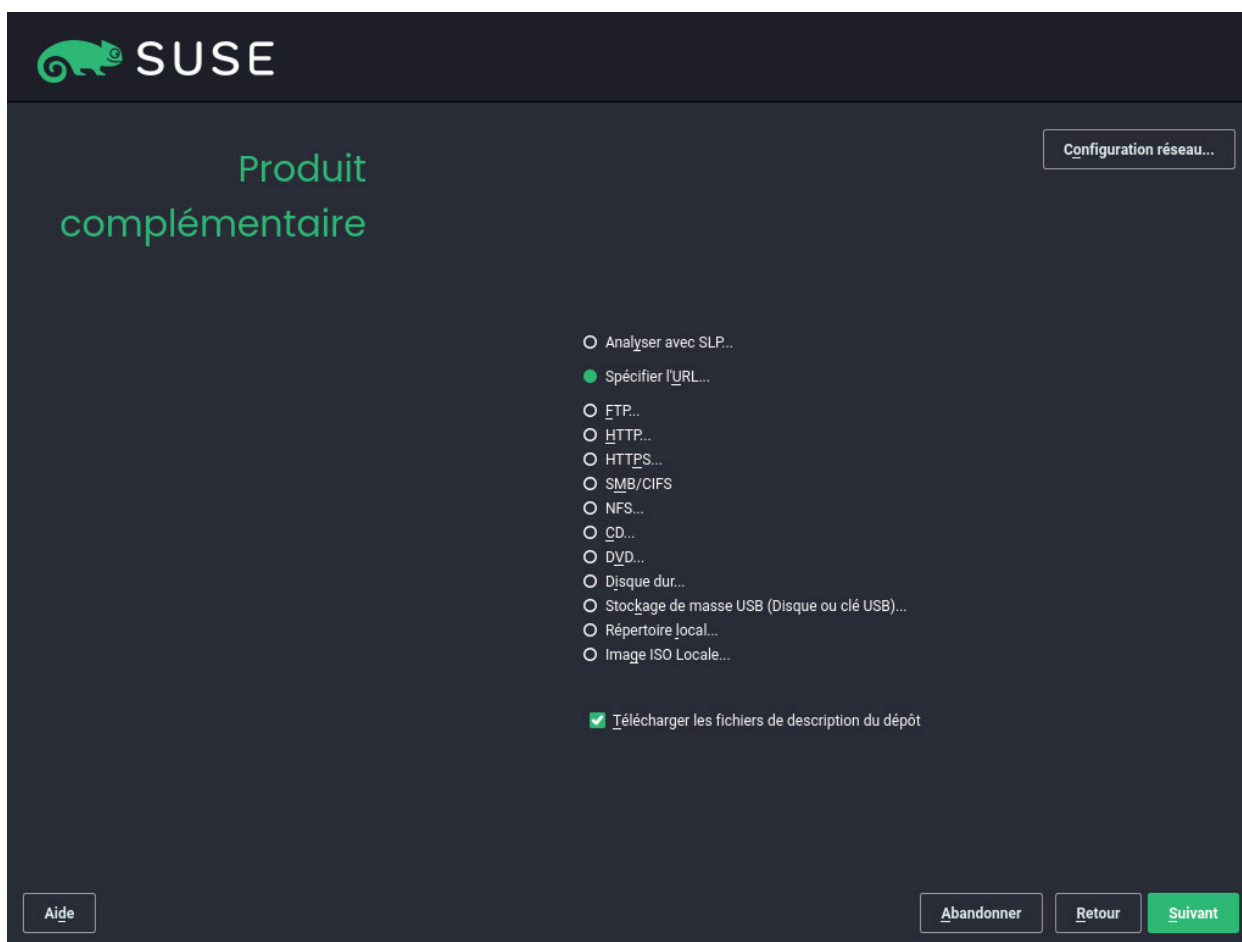 SUSE
Configuration réseau...
Produit
complémentaire
Analyser avec SLP...
Spécifier l'URL...
FTP...
HTTP...
HTTPS...
SMB/CIFS
NFS...
CD...
DVD...
Disque dur...
Stockage de masse USB (Disque ou clé USB)...
Répertoire local...
Image ISO Locale...
Télécharger les fichiers de description du dépôt
Aide
Abandonner
Retour
Suivant